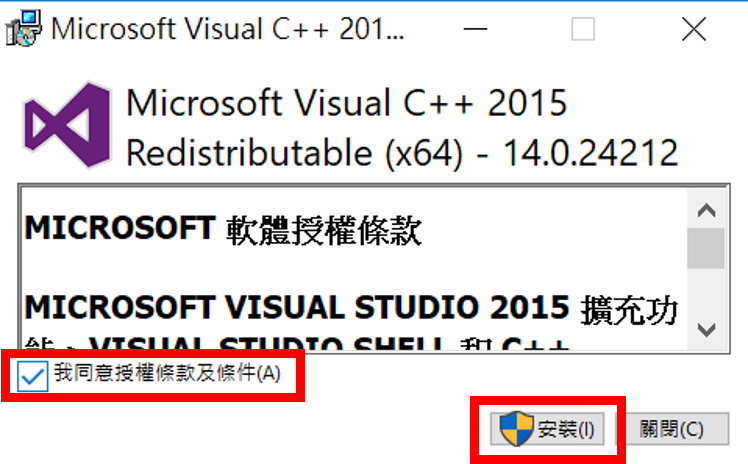 Microsoft Visual C++ 201...
Microsoft Visual C++ 2015
Redistributable (x64) - 14.0.24212
MICROSOFT 軟體授權條款
MICROSOFT VISUAL STUDIO 2015 擴充功
能、VISUAL STUDIO SHELL 和 C++
我同意授權條款及條件(A)
安裝(I)
關閉(C)